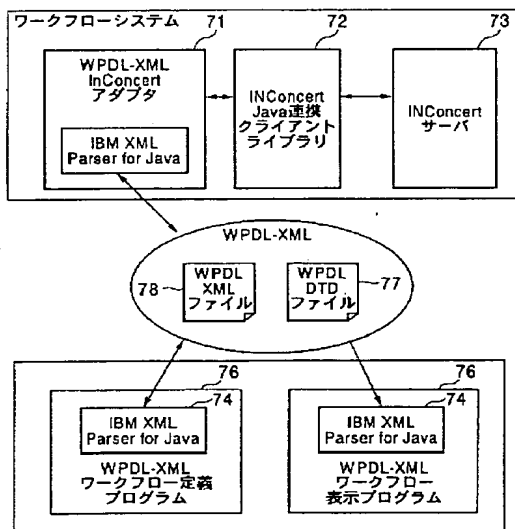 ワークフローシステム
71
72
73
WPDL-XML
InConcert
アダプタ
IBM XML
Parser for Java
INConcert
Java連携
クライアント
ライブラリ
INConcert
サーバ
WPDL-XML
78
WPDL
XML
ファイル
WPDL
DTD
ファイル
77
76
74
IBM XML
Parser for Java
WPDL-XML
ワークフロー定義
プログラム
76
74
IBM XML
Parser for Java
WPDL-XML
ワークフロー
表示プログラム